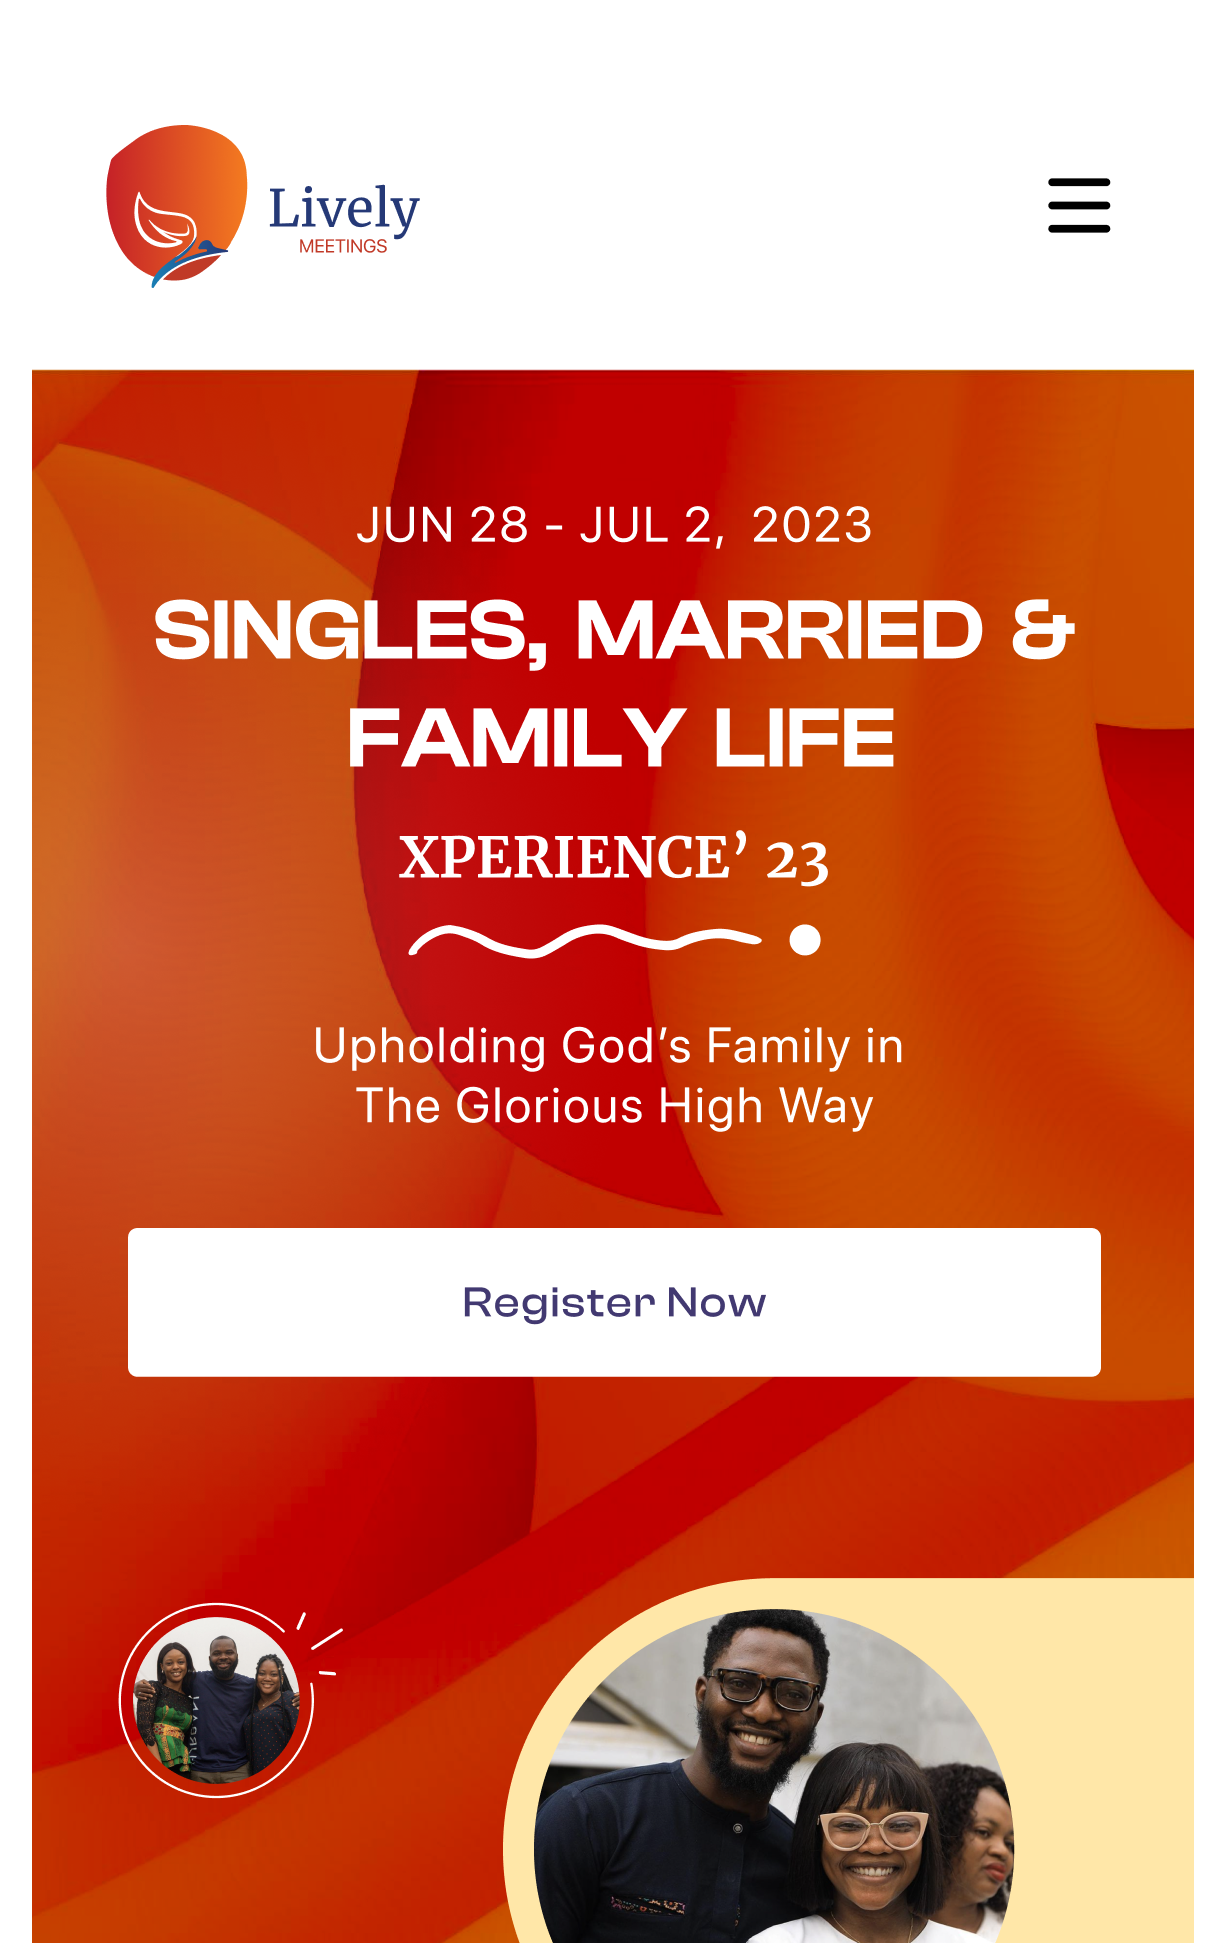 Lively
MEETINGS
JUN 28 - JUL 2, 2023
SINGLES, MARRIED &
FAMILY LIFE
XPERIENCE’ 23
Upholding God’s Family in
The Glorious High Way
Register Now